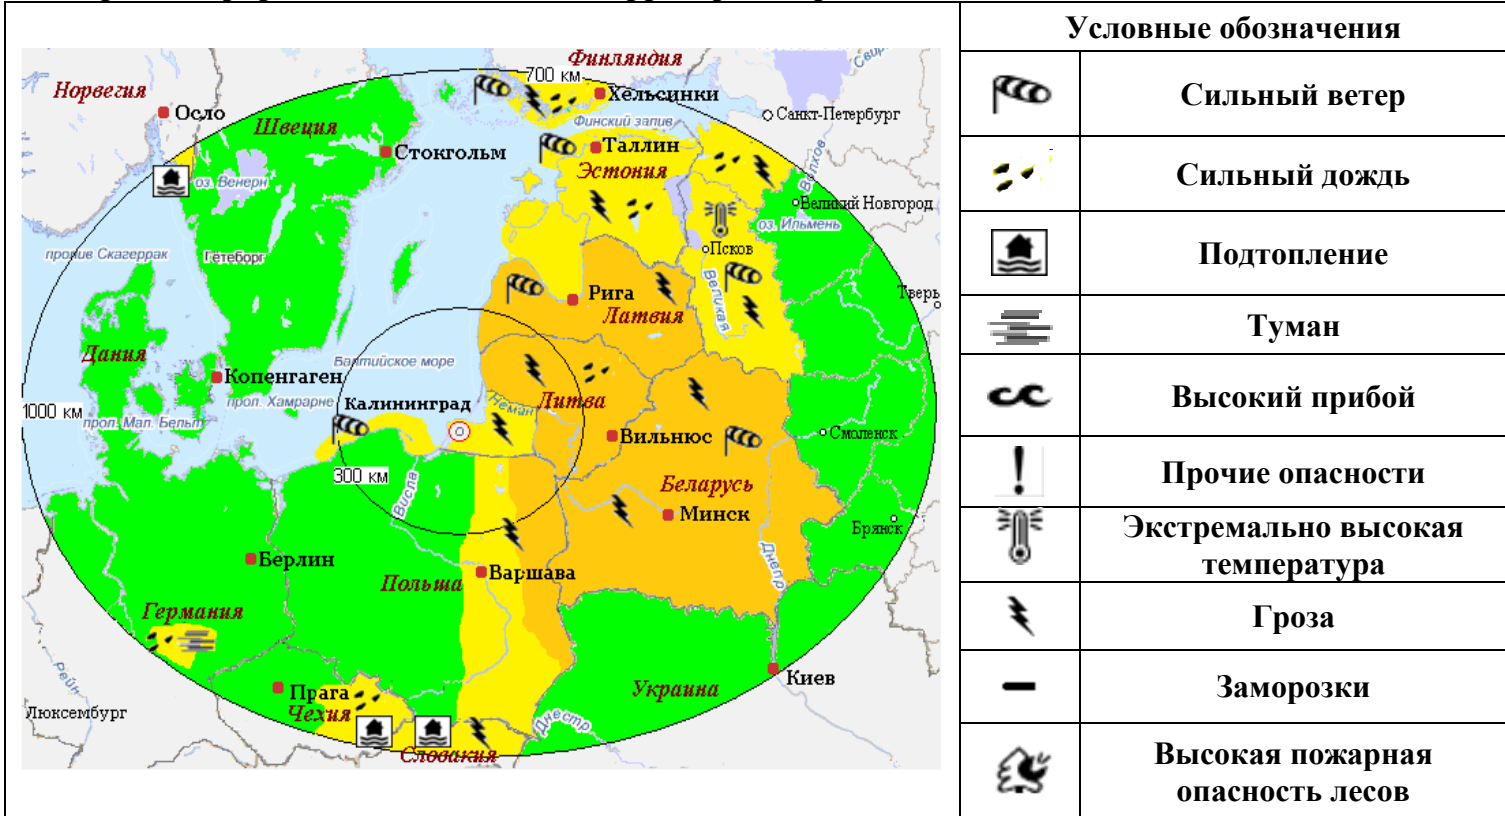 Финляндия
700 км
Норвегия
Хельсинки
Осло
Санкт-Петербург
Финский запив
Швеция
Таллин
Стокгольм
Эстония
Волхов
оз. Венерн
Великий Новгород
оз. Ильмень
Псков
пролив Скагеррак
Гетеборг
Великая
Рига
Тверь
Латвия
Дания
Балтийское море
Копенгаген
Неман
Литва
1000 км
проп. Хамрарне
Калининград
проп. Мал. Бельт
Вильнюс
Смоленск
300 км
Висла
Беларусь
Минск
Брянск
Берлин
Днепр
Варшава
Польша
Германия
Рейн
Прага
Украина
Киев
Люксембург
Чехия
Днестр
Словакия
Условные обозначения
Сильный ветер
Сильный дождь
Подтопление
Туман
Высокий прибой
Прочие опасности
Экстремально высокая
температура
Гроза
Заморозки
Высокая пожарная
опасность лесов